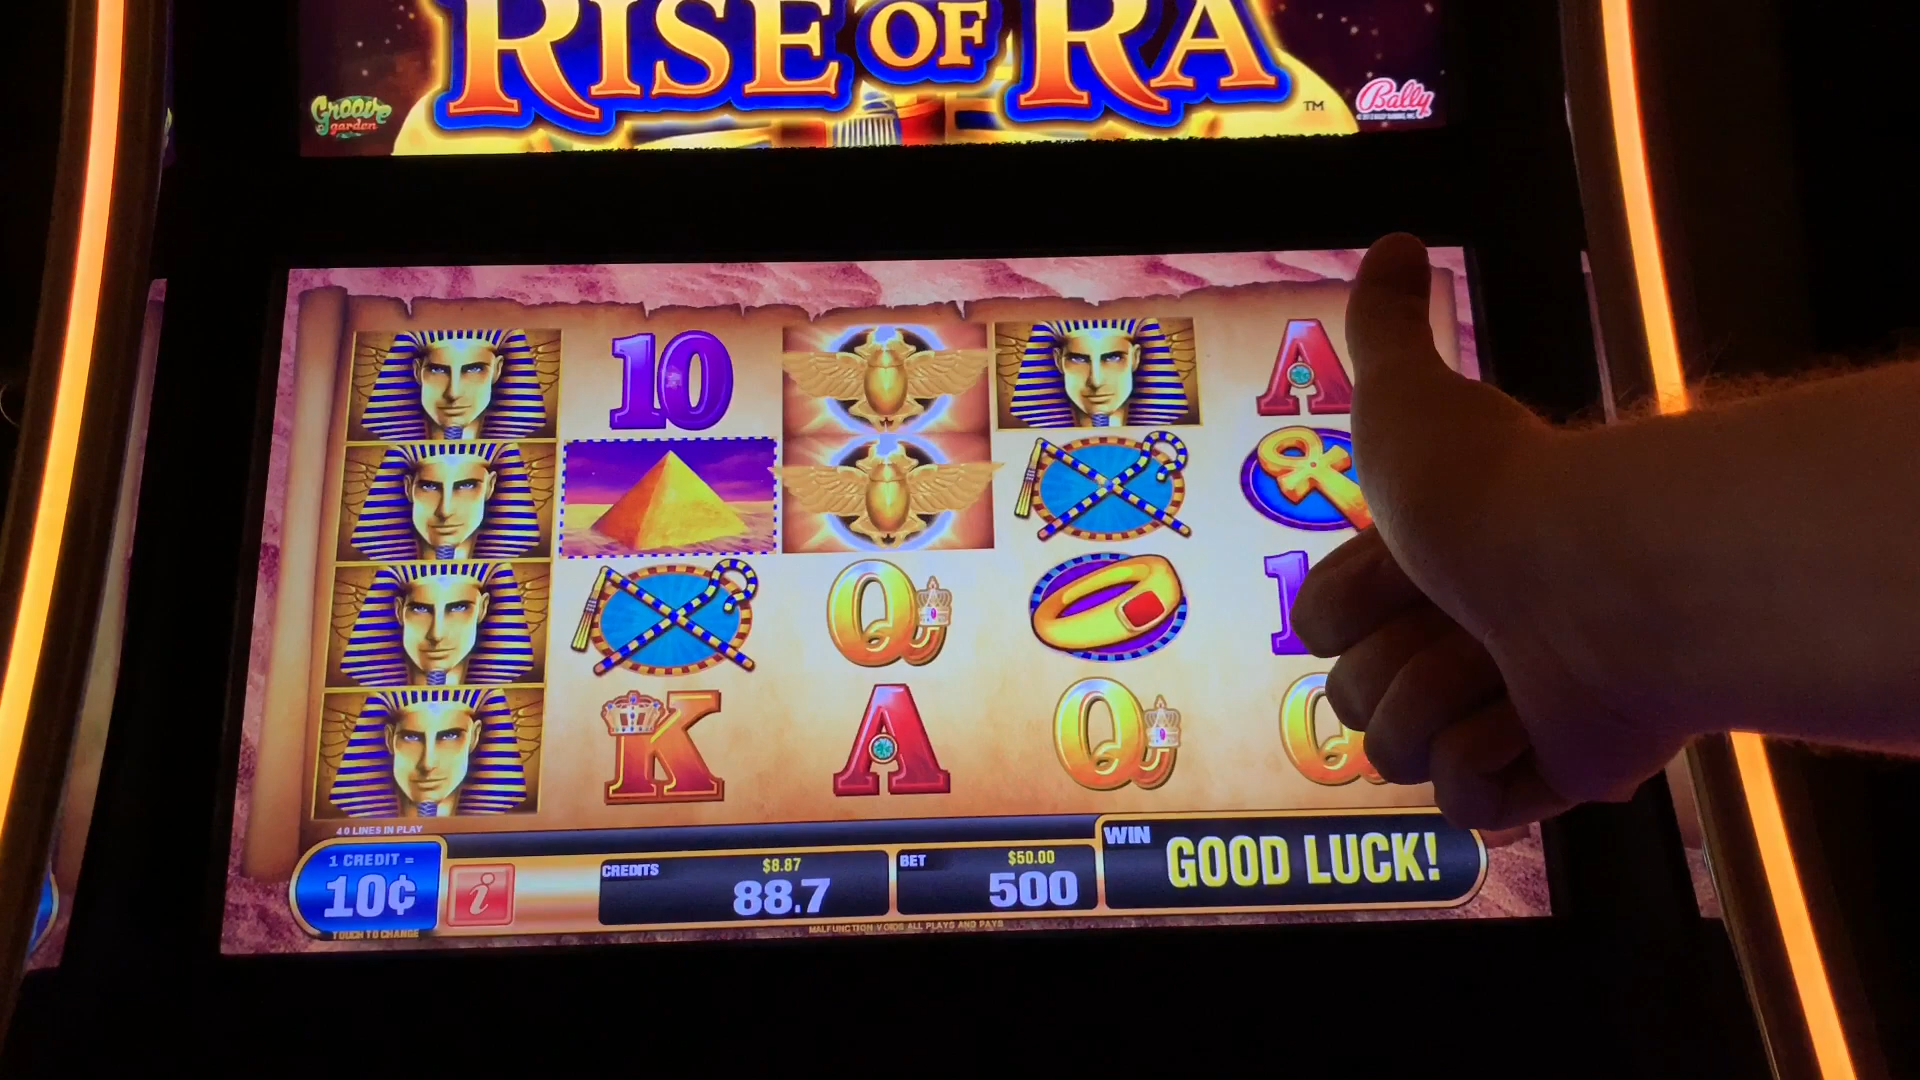 RISE OF RA
TM
Groove
garden
Bally
10
A
Q
1
K
A
Q
Q
40 LINES IN PLAY
1 CREDIT =
10¢
TOUCH TO CHANGE
i
CREDITS
$8.87
88.7
BET
$50.00
500
WIN
GOOD LUCK!
MALFUNCTION VOIDS ALL PLAYS AND PAYS